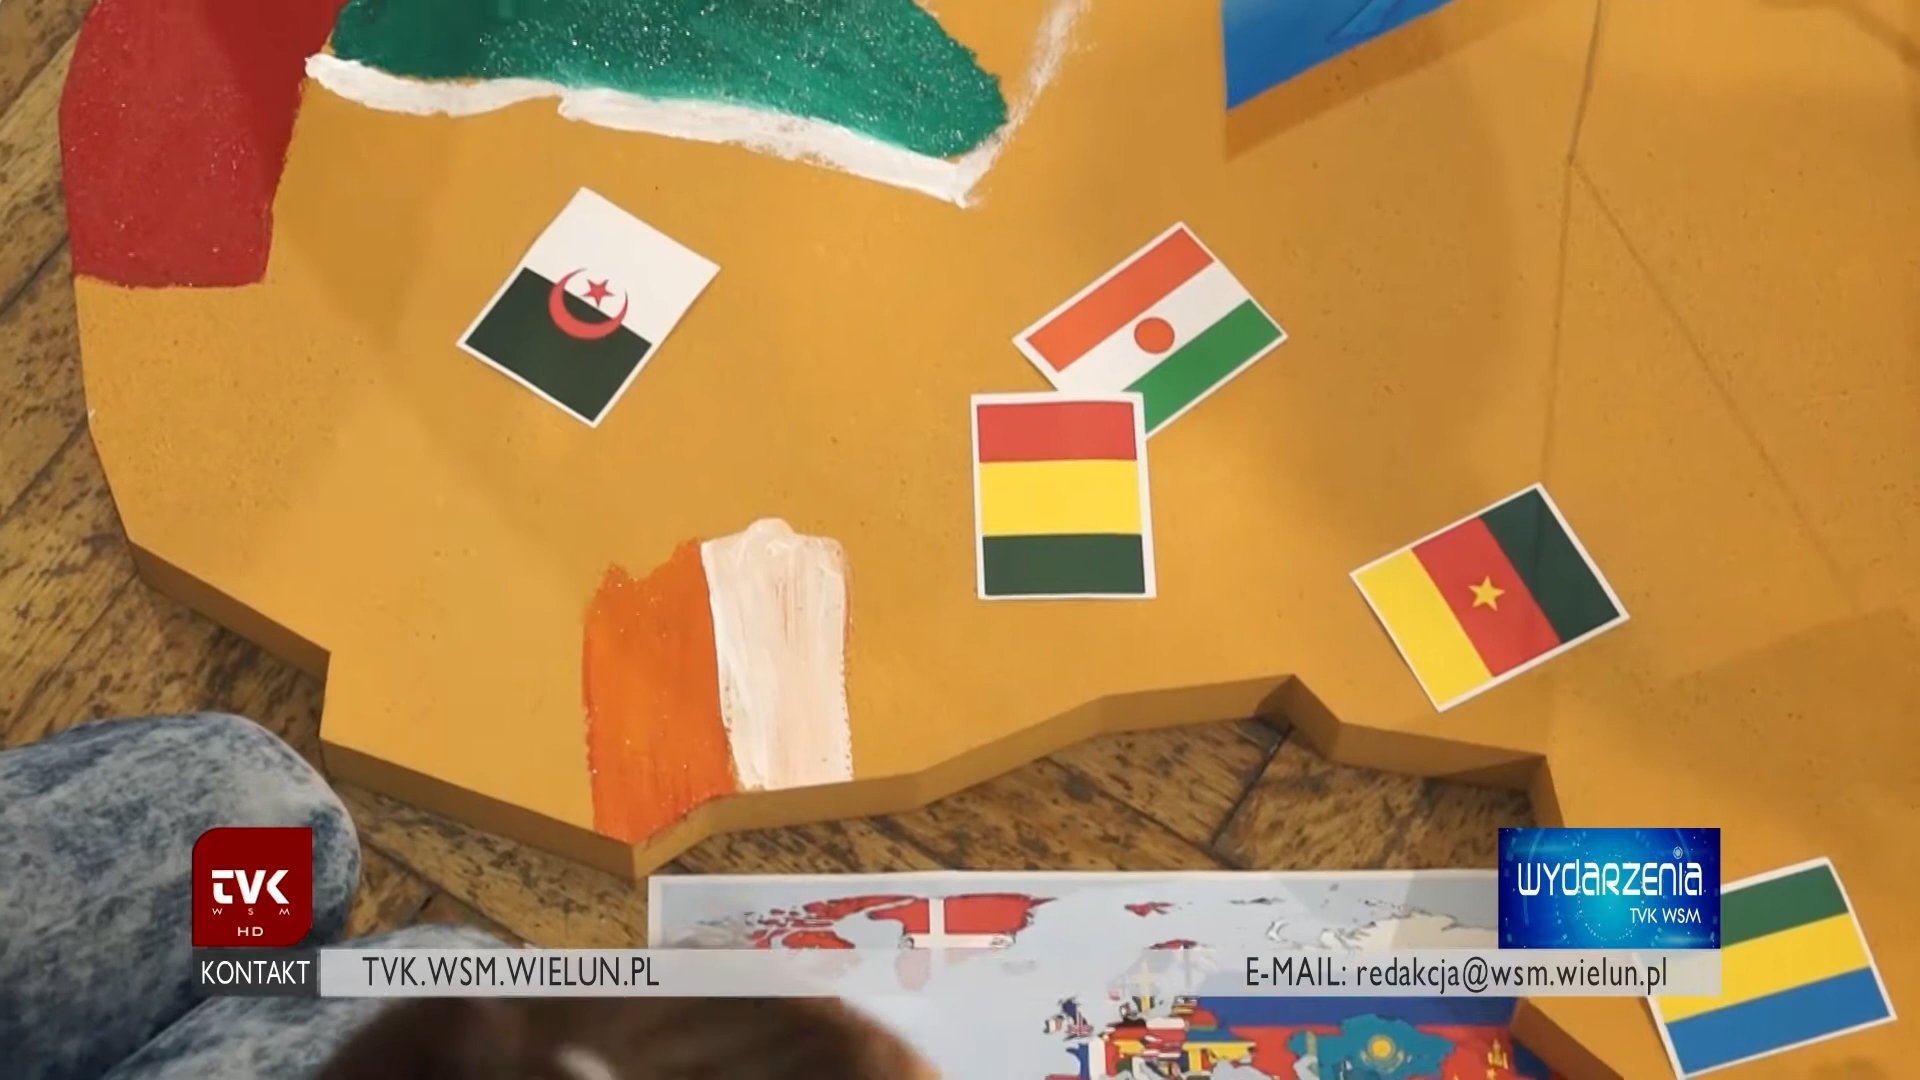 TVK
WSM
HD
WYDARZENIA
TVK WSM
KONTAKT
TVK.WSM.WIELUN.PL
E-MAIL: redakcja@wsm.wielun.pl